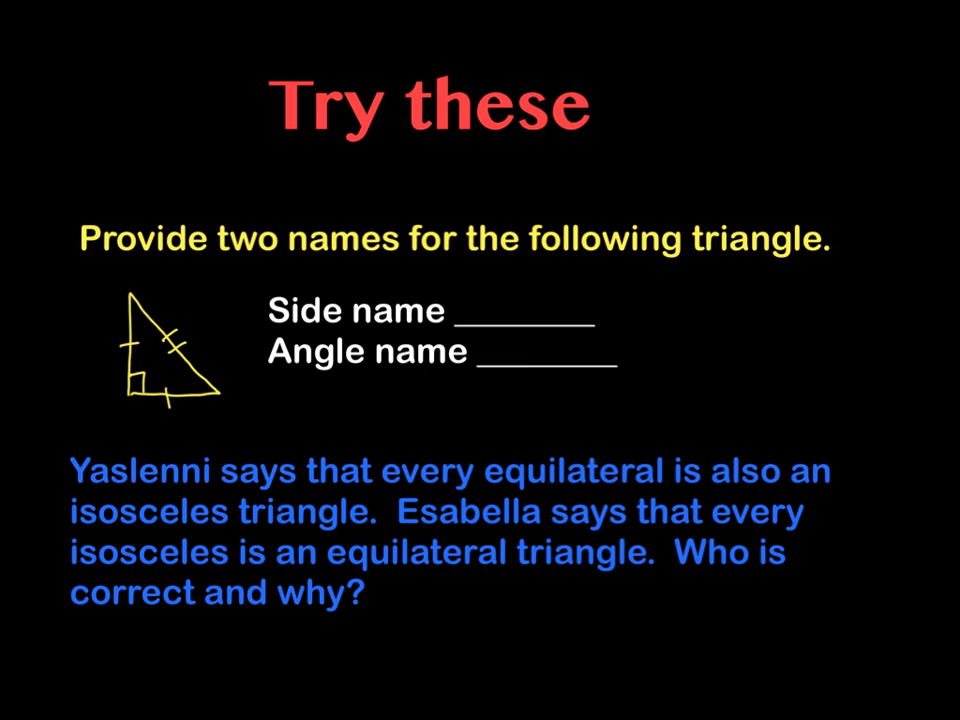 Try these
Provide two names for the following triangle.
Side name ________
Angle name ________
Yaslenni says that every equilateral is also an
isosceles triangle. Esabella says that every
isosceles is an equilateral triangle. Who is
correct and why?